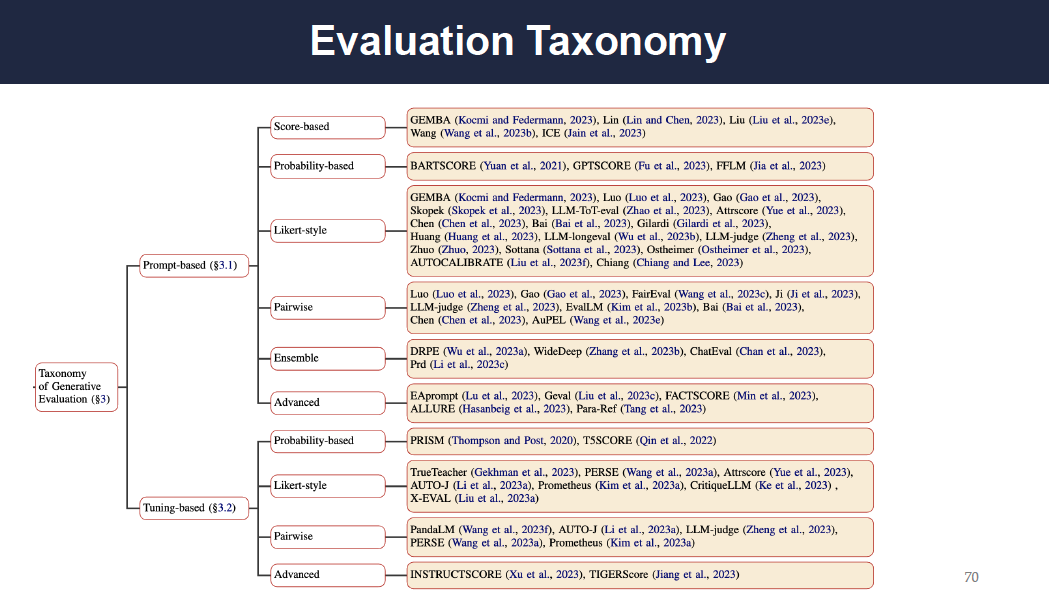 Evaluation Taxonomy
Taxonomy
of Generative
Evaluation (§3)
Prompt-based (§3.1)
Score-based
GEMBA (Kocmi and Federmann, 2023), Lin (Lin and Chen, 2023), Liu (Liu et al., 2023e),
Wang (Wang et al., 2023b), ICE (Jain et al., 2023)
Probability-based
BARTSCORE (Yuan et al., 2021), GPTSCORE (Fu et al., 2023), FFLM (Jia et al., 2023)
Likert-style
GEMBA (Kocmi and Federmann, 2023), Luo (Luo et al., 2023), Gao (Gao et al., 2023),
Skopek (Skopek et al., 2023), LLM-ToT-eval (Zhao et al., 2023), Attrscore (Yue et al., 2023),
Chen (Chen et al., 2023), Bai (Bai et al., 2023), Gilardi (Gilardi et al., 2023),
Huang (Huang et al., 2023), LLM-longeval (Wu et al., 2023b), LLM-judge (Zheng et al., 2023),
Zhuo (Zhuo, 2023), Sottana (Sottana et al., 2023), Ostheimer (Ostheimer et al., 2023),
AUTOCALIBRATE (Liu et al., 2023f), Chiang (Chiang and Lee, 2023)
Pairwise
Luo (Luo et al., 2023), Gao (Gao et al., 2023), FairEval (Wang et al., 2023c), Ji (Ji et al., 2023),
LLM-judge (Zheng et al., 2023), EvalLM (Kim et al., 2023b), Bai (Bai et al., 2023),
Chen (Chen et al., 2023), AuPEL (Wang et al., 2023e)
Ensemble
DRPE (Wu et al., 2023a), WideDeep (Zhang et al., 2023b), ChatEval (Chan et al., 2023),
Prd (Li et al., 2023c)
Advanced
EAprompt (Lu et al., 2023), Geval (Liu et al., 2023c), FACTSCORE (Min et al., 2023),
ALLURE (Hasanbeig et al., 2023), Para-Ref (Tang et al., 2023)
Tuning-based (§3.2)
Probability-based
PRISM (Thompson and Post, 2020), T5SCORE (Qin et al., 2022)
Likert-style
TrueTeacher (Gekhman et al., 2023), PERSE (Wang et al., 2023a), Attrscore (Yue et al., 2023),
AUTO-J (Li et al., 2023a), Prometheus (Kim et al., 2023a), CritiqueLLM (Ke et al., 2023) ,
X-EVAL (Liu et al., 2023a)
Pairwise
PandaLM (Wang et al., 2023f), AUTO-J (Li et al., 2023a), LLM-judge (Zheng et al., 2023),
PERSE (Wang et al., 2023a), Prometheus (Kim et al., 2023a)
Advanced
INSTRUCTSCORE (Xu et al., 2023), TIGERScore (Jiang et al., 2023)
70